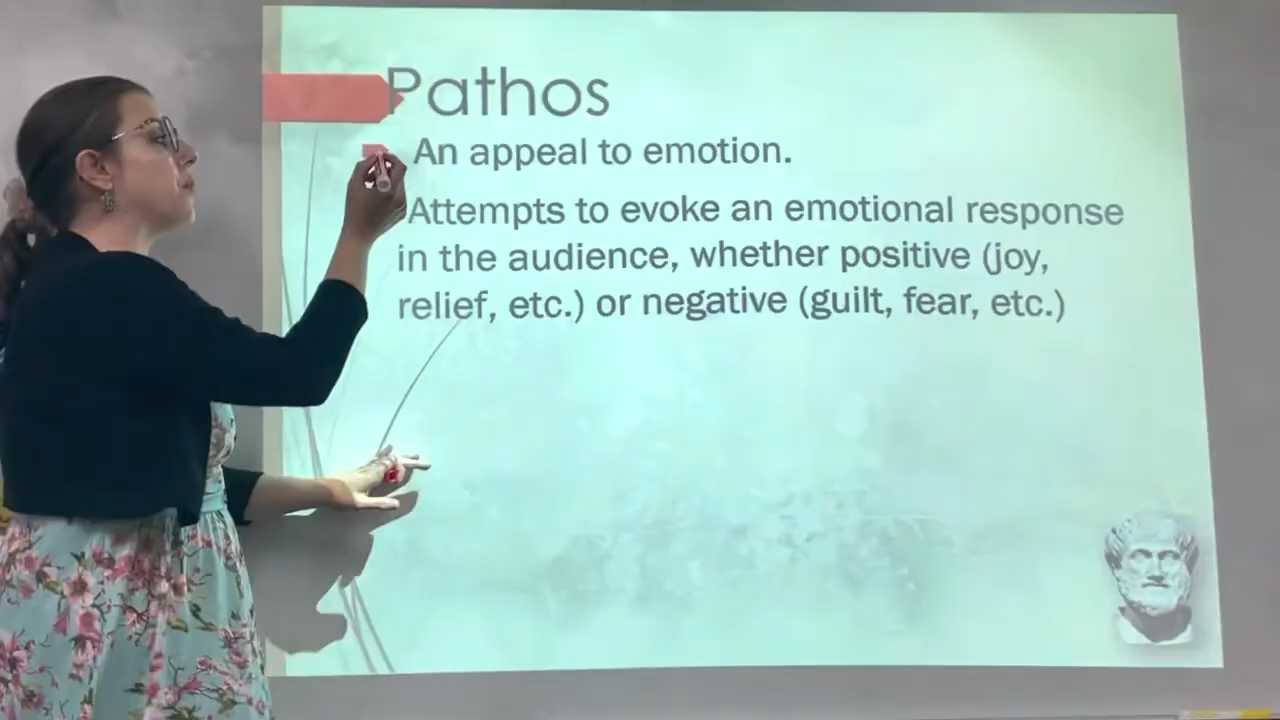 Pathos
An appeal to emotion.
Attempts to evoke an emotional response
in the audience, whether positive (joy,
relief, etc.) or negative (guilt, fear, etc.)